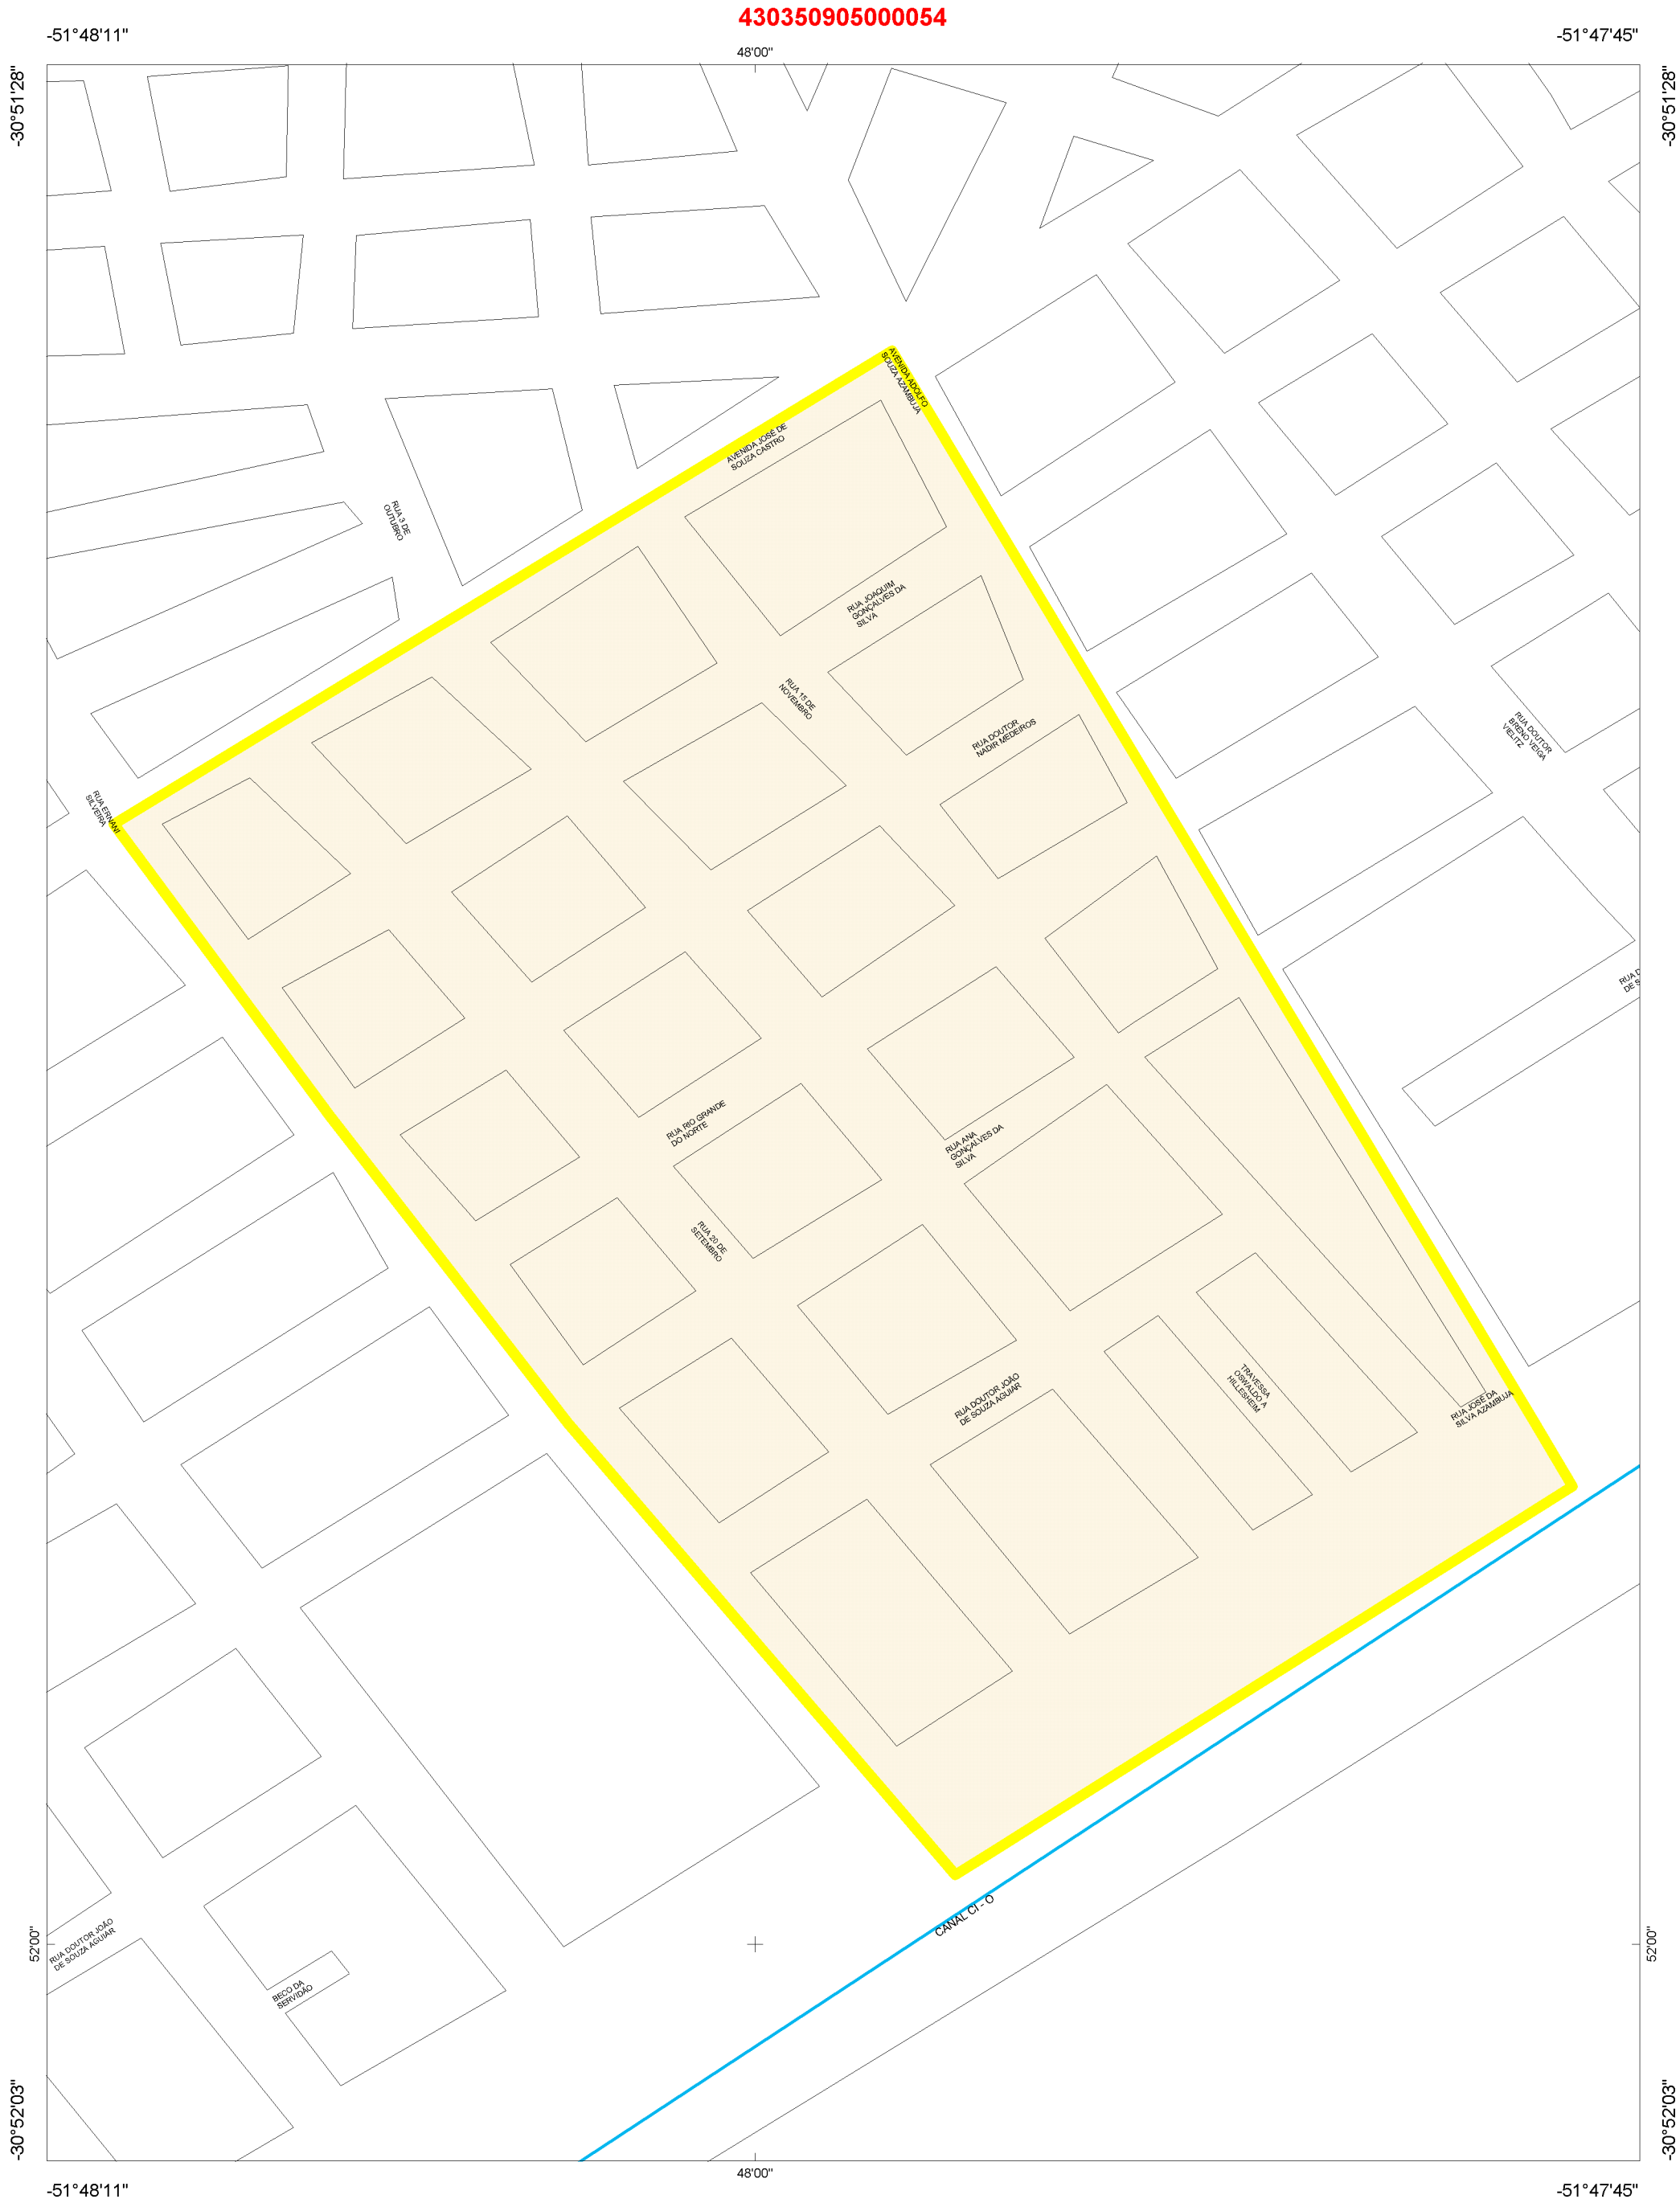 430350905000054
-51°48'11"
48'00"
-51°47'45"
-30°51'28"
-30°51'28"
AVENIDA ADOLFO
SOUZA AZAMBUJA
AVENIDA JOSÉ DE
SOUZA CASTRO
RUA 3 DE
OUTUBRO
RUA JOAQUIM
GONÇALVES DA
SILVA
RUA 15 DE
NOVEMBRO
RUA DOUTOR
NADIR MEDEIROS
RUA DOUTOR
BRENO VEIGA
VIELITZ
RUA ERNANI
SILVEIRA
RUA D
DE S
RUA RIO GRANDE
DO NORTE
RUA ANA
GONÇALVES DA
SILVA
RUA 20 DE
SETEMBRO
TRAVESSA
OSWALDO A
HILLESHEIM
RUA DOUTOR JOÃO
DE SOUZA AGUIAR
RUA JOSÉ DA
SILVA AZAMBUJA
CANAL CI - O
RUA DOUTOR JOÃO
DE SOUZA AGUIAR
52'00"
52'00"
BECO DA
SERVIDÃO
-30°52'03"
-30°52'03"
-51°48'11"
48'00"
-51°47'45"